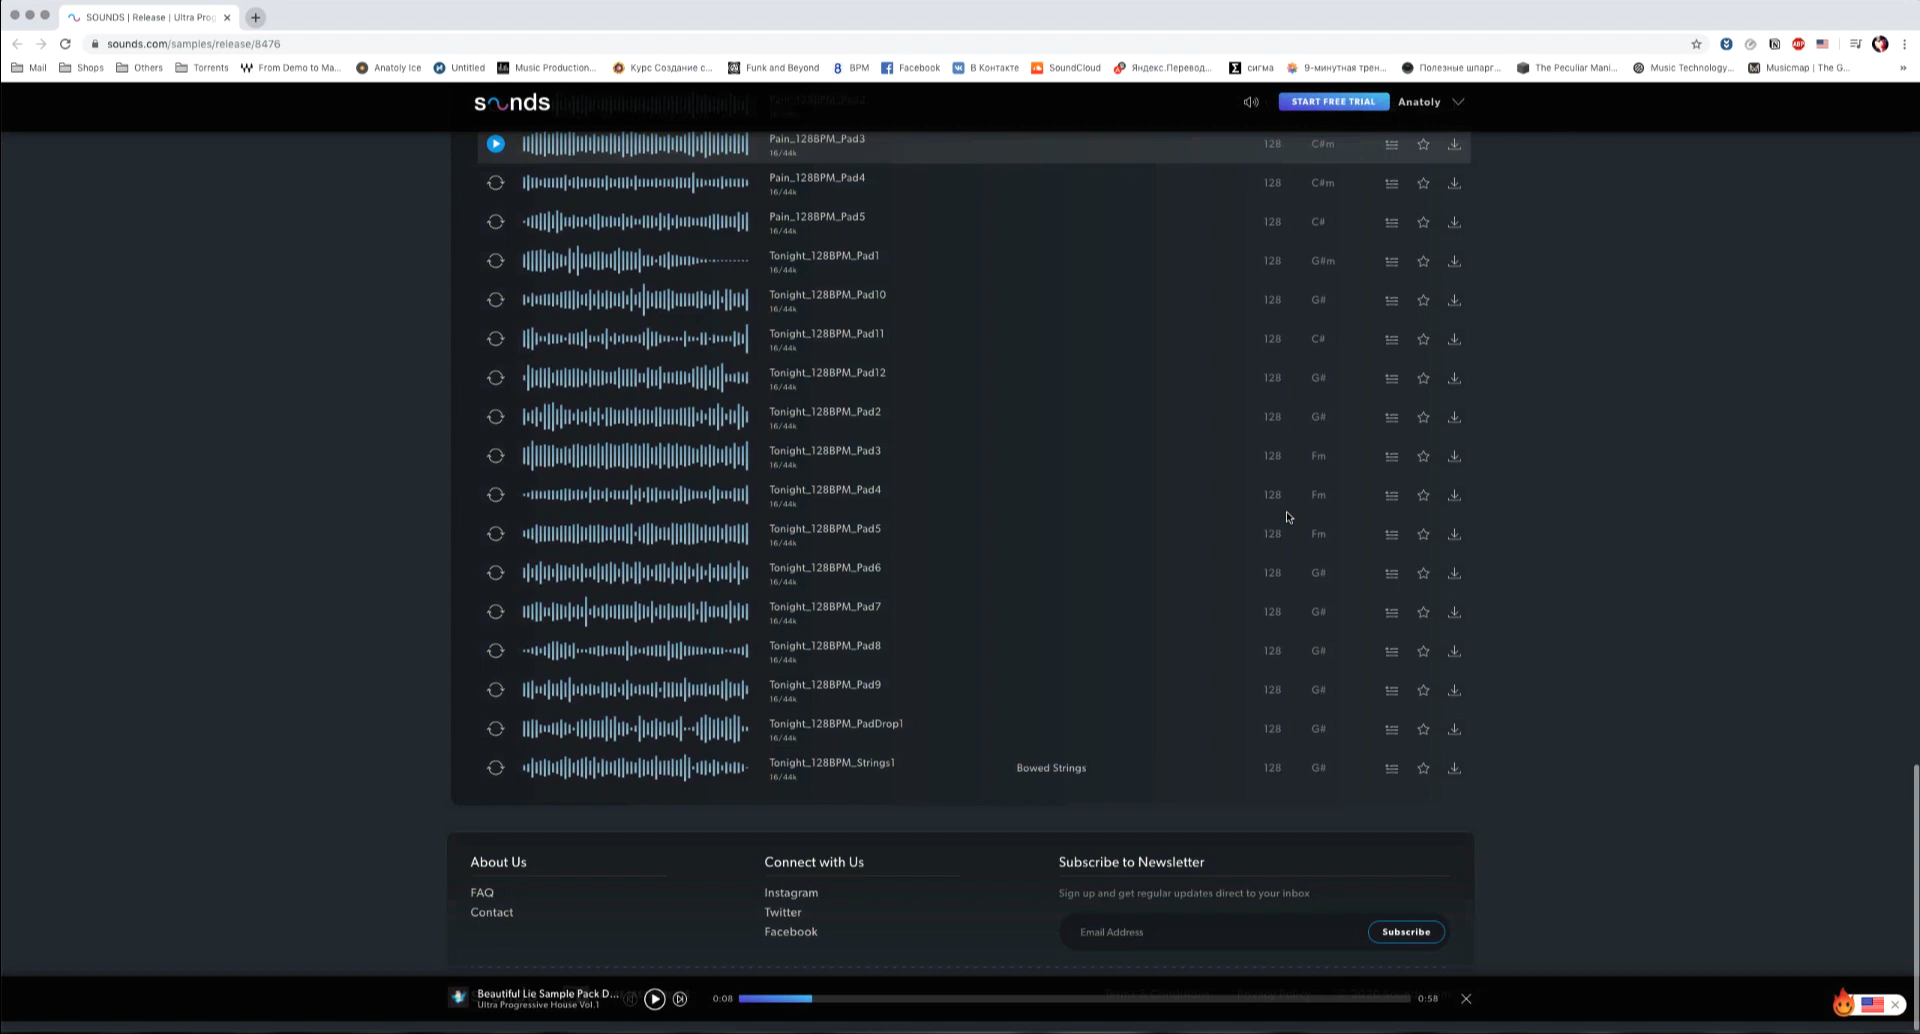 SOUNDS | Release | Ultra Prog
sounds.com/samples/release/8476
Mail Shops Others Torrents From Demo to Ma... Anatoly Ice Untitled Music Production... Курс Создание с... Funk and Beyond BPM Facebook В Контакте SoundCloud Яндекс.Перевод... сигма 9-минутная трен... Полезные шпарг... The Peculiar Mani... Music Technology... Musicmap | The G... »
sounds START FREE TRIAL Anatoly
Pain_128BPM_Pad3 128 C#m
16/44k
Pain_128BPM_Pad4 128 C#m
16/44k
Pain_128BPM_Pad5 128 C#
16/44k
Tonight_128BPM_Pad1 128 G#m
16/44k
Tonight_128BPM_Pad10 128 G#
16/44k
Tonight_128BPM_Pad11 128 C#
16/44k
Tonight_128BPM_Pad12 128 G#
16/44k
Tonight_128BPM_Pad2 128 G#
16/44k
Tonight_128BPM_Pad3 128 Fm
16/44k
Tonight_128BPM_Pad4 128 Fm
16/44k
Tonight_128BPM_Pad5 128 Fm
16/44k
Tonight_128BPM_Pad6 128 G#
16/44k
Tonight_128BPM_Pad7 128 G#
16/44k
Tonight_128BPM_Pad8 128 G#
16/44k
Tonight_128BPM_Pad9 128 G#
16/44k
Tonight_128BPM_PadDrop1 128 G#
16/44k
Tonight_128BPM_Strings1 Bowed Strings 128 G#
16/44k
About Us
FAQ
Contact
Connect with Us
Instagram
Twitter
Facebook
Subscribe to Newsletter
Sign up and get regular updates direct to your inbox
Email Address Subscribe
Beautiful Lie Sample Pack D...
Ultra Progressive House Vol.1
0:08 0:58